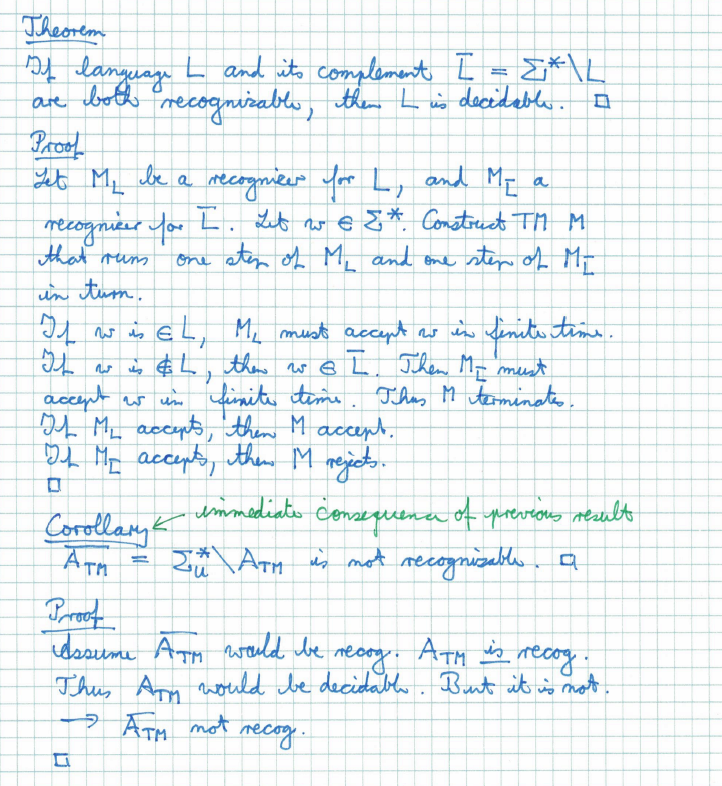 Theorem
If language L and its complement L̅ = Σ*\L
are both recognizable, then L is decidable. □
Proof
Let M_L be a recognizer for L, and M_L̅ a
recognizer for L̅. Let w ∈ Σ*. Construct TM M
that runs one step of M_L and one step of M_L̅
in turn.
If w is ∈ L, M_L must accept w in finite time.
If w is ∉ L, then w ∈ L̅. Then M_L̅ must
accept w in finite time. Thus M terminates.
If M_L accepts, then M accept.
If M_L̅ accepts, then M rejects.
□
Corollary ← immediate consequence of previous result
A̅_T̅M̅ = Σ*_u \ A_TM is not recognizable. □
Proof
Assume A̅_T̅M̅ would be recog. A_TM is recog.
Thus A_TM would be decidable. But it is not.
→ A̅_TM not recog.
□